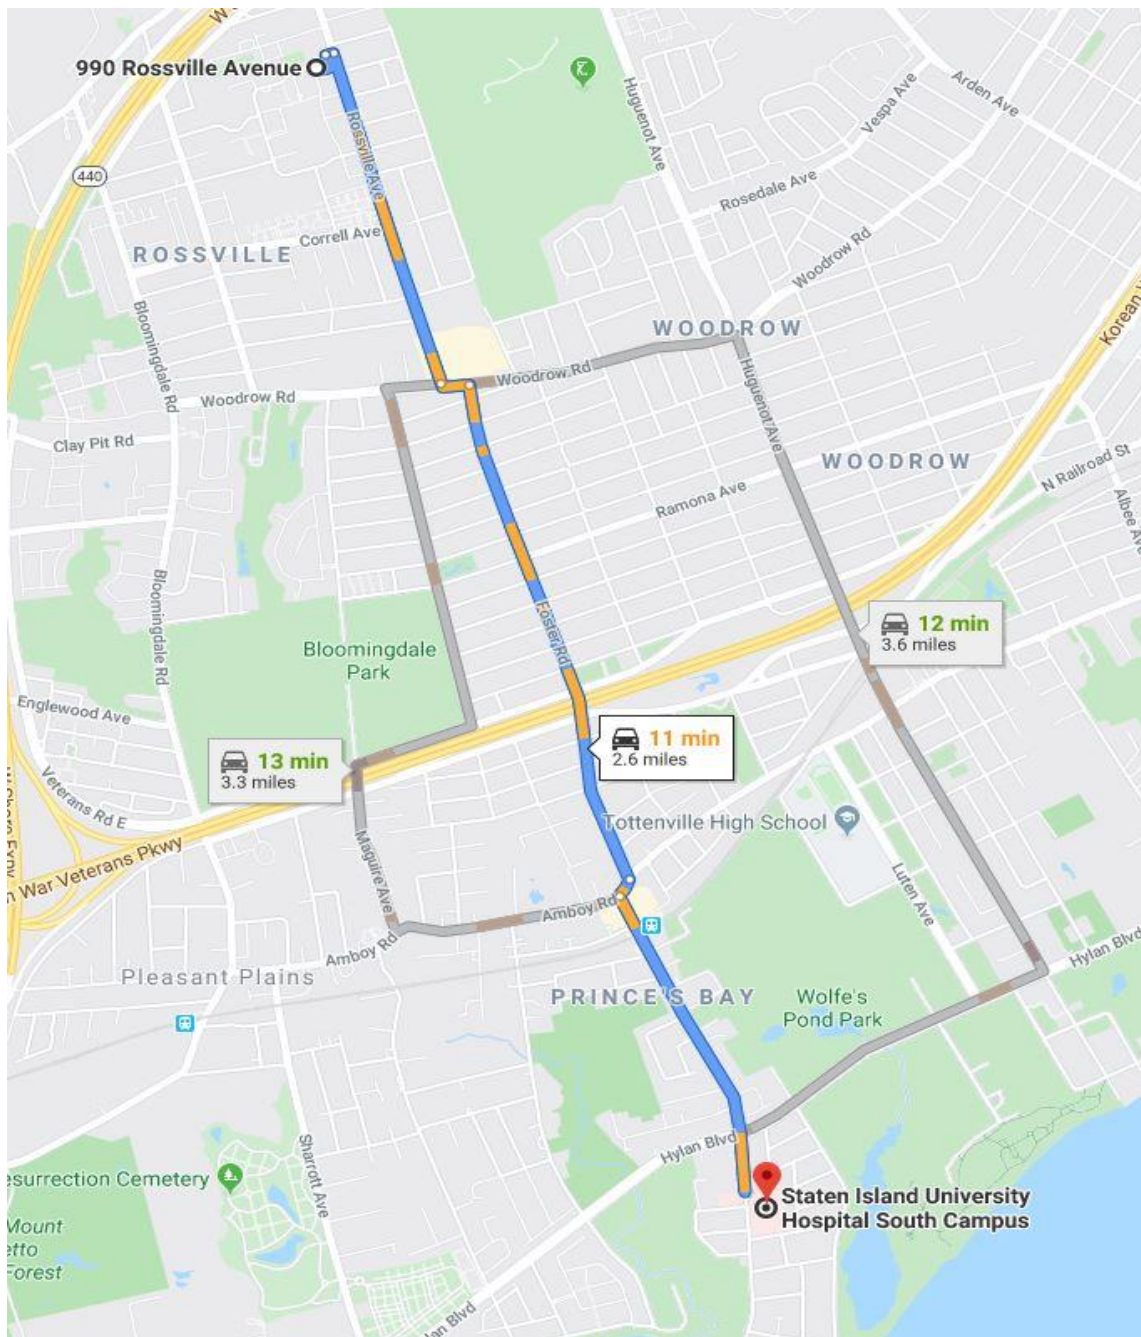 990 Rossville Avenue
440
Rossville Ave
Huguenot Ave
Vespa Ave
Arden Ave
Rosedale Ave
Woodrow Rd
ROSSVILLE
Correll Ave
Bloomingdale Rd
WOODROW
Korean
Woodrow Rd
Woodrow Rd
Huguenot Ave
Clay Pit Rd
WOODROW
N Railroad St
Ramona Ave
Albee Ave
Bloomingdale Rd
Foster Rd
Bloomingdale
Park
12 min
3.6 miles
Englewood Ave
11 min
2.6 miles
13 min
3.3 miles
Veterans Rd E
n War Veterans Pkwy
Tottenville High School
Maguire Ave
Luten Ave
Amboy Rd
Amboy Rd
Hylan Blvd
Pleasant Plains
PRINCE'S BAY
Wolfe's
Pond Park
Hylan Blvd
Sharrott Ave
esurrection Cemetery
Staten Island University
Hospital South Campus
Mount
etto
Forest
lan Blvd